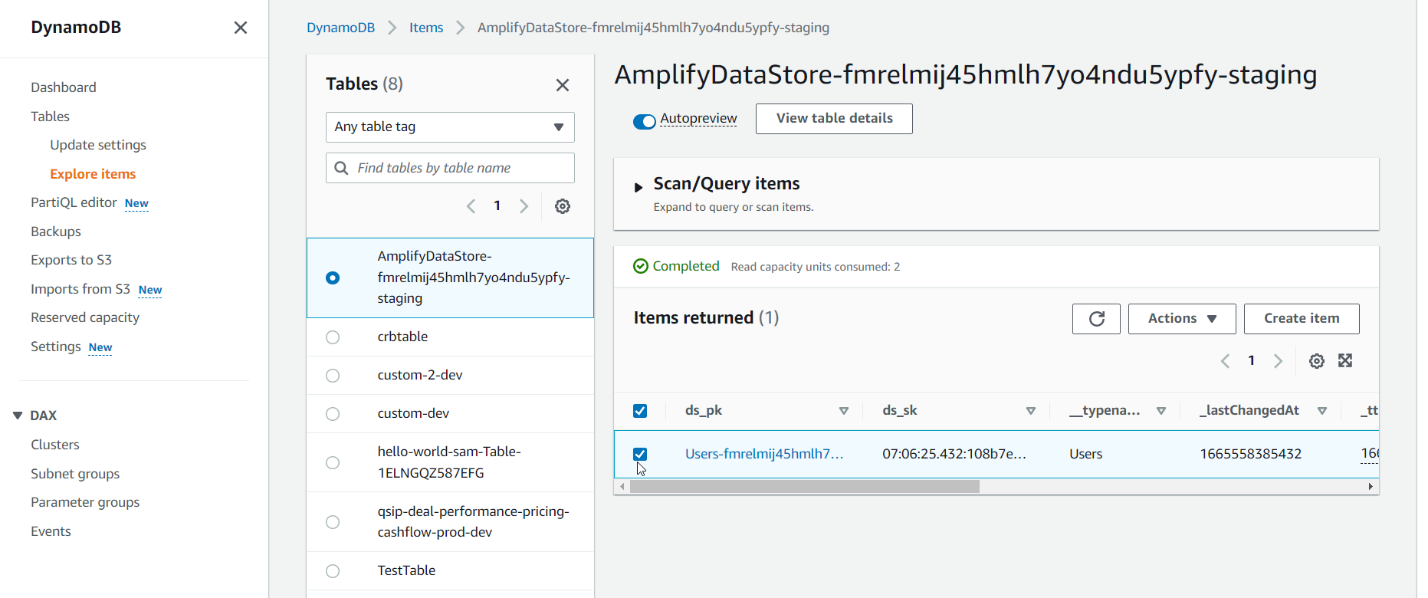 DynamoDB
Dashboard
Tables
Update settings
Explore items
PartiQL editor New
Backups
Exports to S3
Imports from S3 New
Reserved capacity
Settings New
DAX
Clusters
Subnet groups
Parameter groups
Events
DynamoDB > Items > AmplifyDataStore-fmrelmij45hmlh7yo4ndu5ypfy-staging
Tables (8)
Any table tag
Find tables by table name
1
AmplifyDataStore-
fmrelmij45hmlh7yo4ndu5ypfy-
staging
crbtable
custom-2-dev
custom-dev
hello-world-sam-Table-
1ELNGQZ587EFG
qsip-deal-performance-pricing-
cashflow-prod-dev
TestTable
AmplifyDataStore-fmrelmij45hmlh7yo4ndu5ypfy-staging
Autopreview View table details
Scan/Query items
Expand to query or scan items.
Completed Read capacity units consumed: 2
Items returned (1) Actions Create item
1
ds_pk ds_sk __typena... _lastChangedAt _tt
Users-fmrelmij45hmlh7... 07:06:25.432:108b7e... Users 1665558385432 166